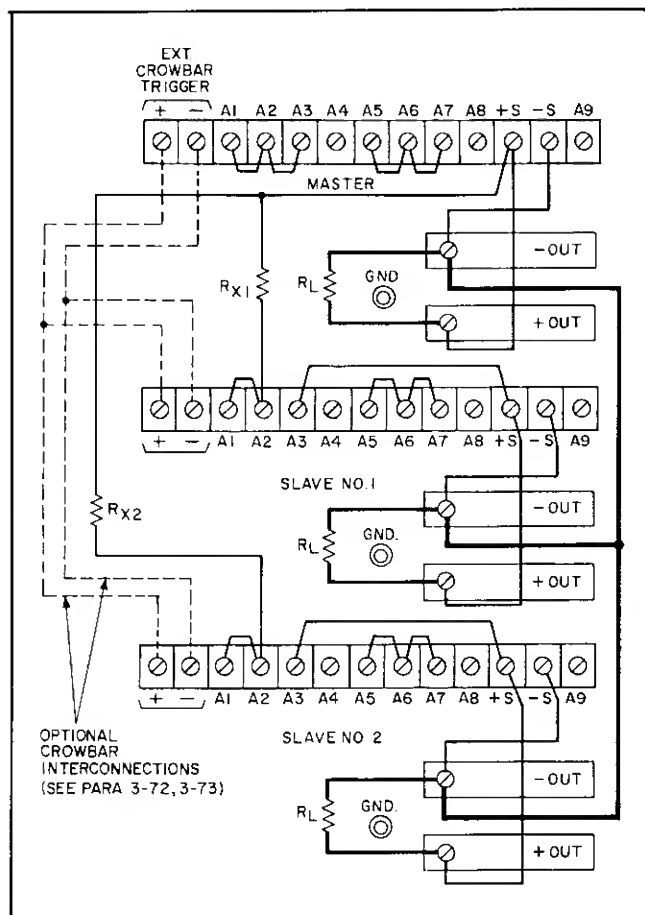 EXT.
CROWBAR
TRIGGER
+ − A1 A2 A3 A4 A5 A6 A7 A8 +S −S A9
MASTER
−OUT
RX1
RL
GND
+OUT
+ − A1 A2 A3 A4 A5 A6 A7 A8 +S −S A9
SLAVE NO.1
RX2
−OUT
RL
GND.
+OUT
+ − A1 A2 A3 A4 A5 A6 A7 A8 +S −S A9
OPTIONAL
CROWBAR
INTERCONNECTIONS
(SEE PARA 3-72, 3-73)
SLAVE NO 2
−OUT
RL
GND.
+OUT